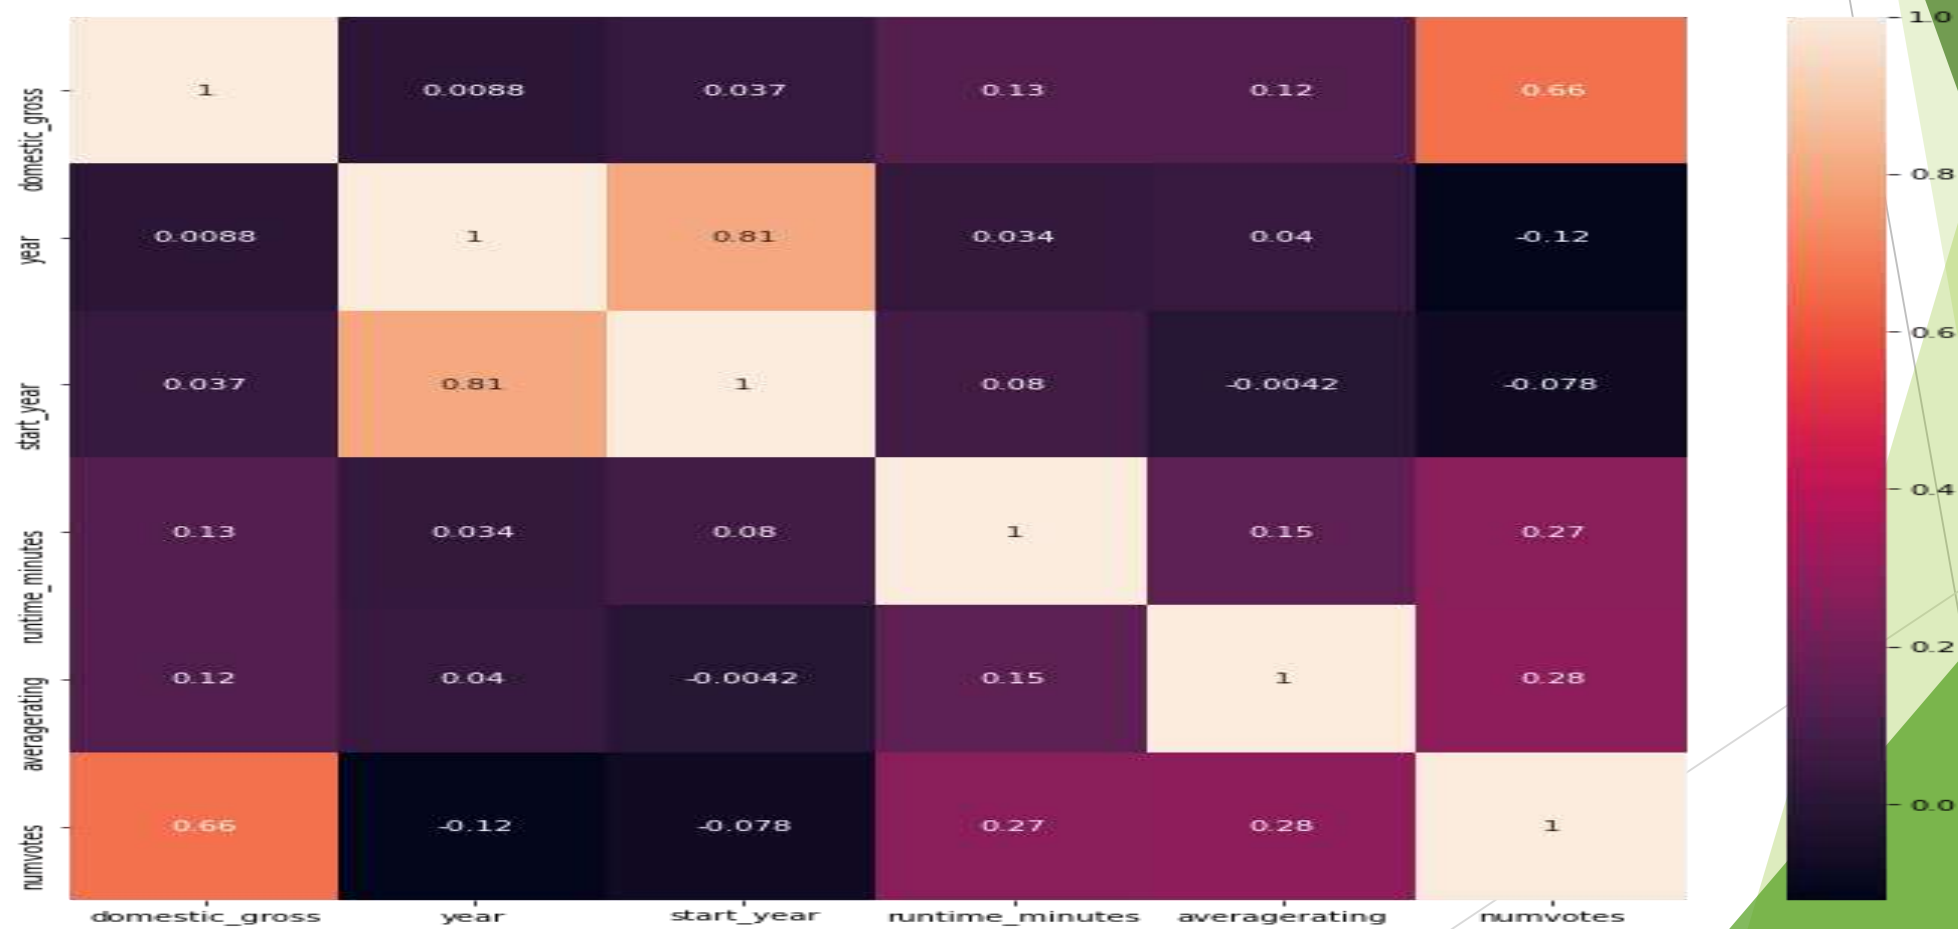 domestic_gross 1 0.0088 0.037 0.13 0.12 0.66
year 0.0088 1 0.81 0.034 0.04 -0.12
start_year 0.037 0.81 1 0.08 -0.0042 -0.078
runtime_minutes 0.13 0.034 0.08 1 0.15 0.27
averagerating 0.12 0.04 -0.0042 0.15 1 0.28
numvotes 0.66 -0.12 -0.078 0.27 0.28 1
domestic_gross year start_year runtime_minutes averagerating numvotes
1.0
0.8
0.6
0.4
0.2
0.0